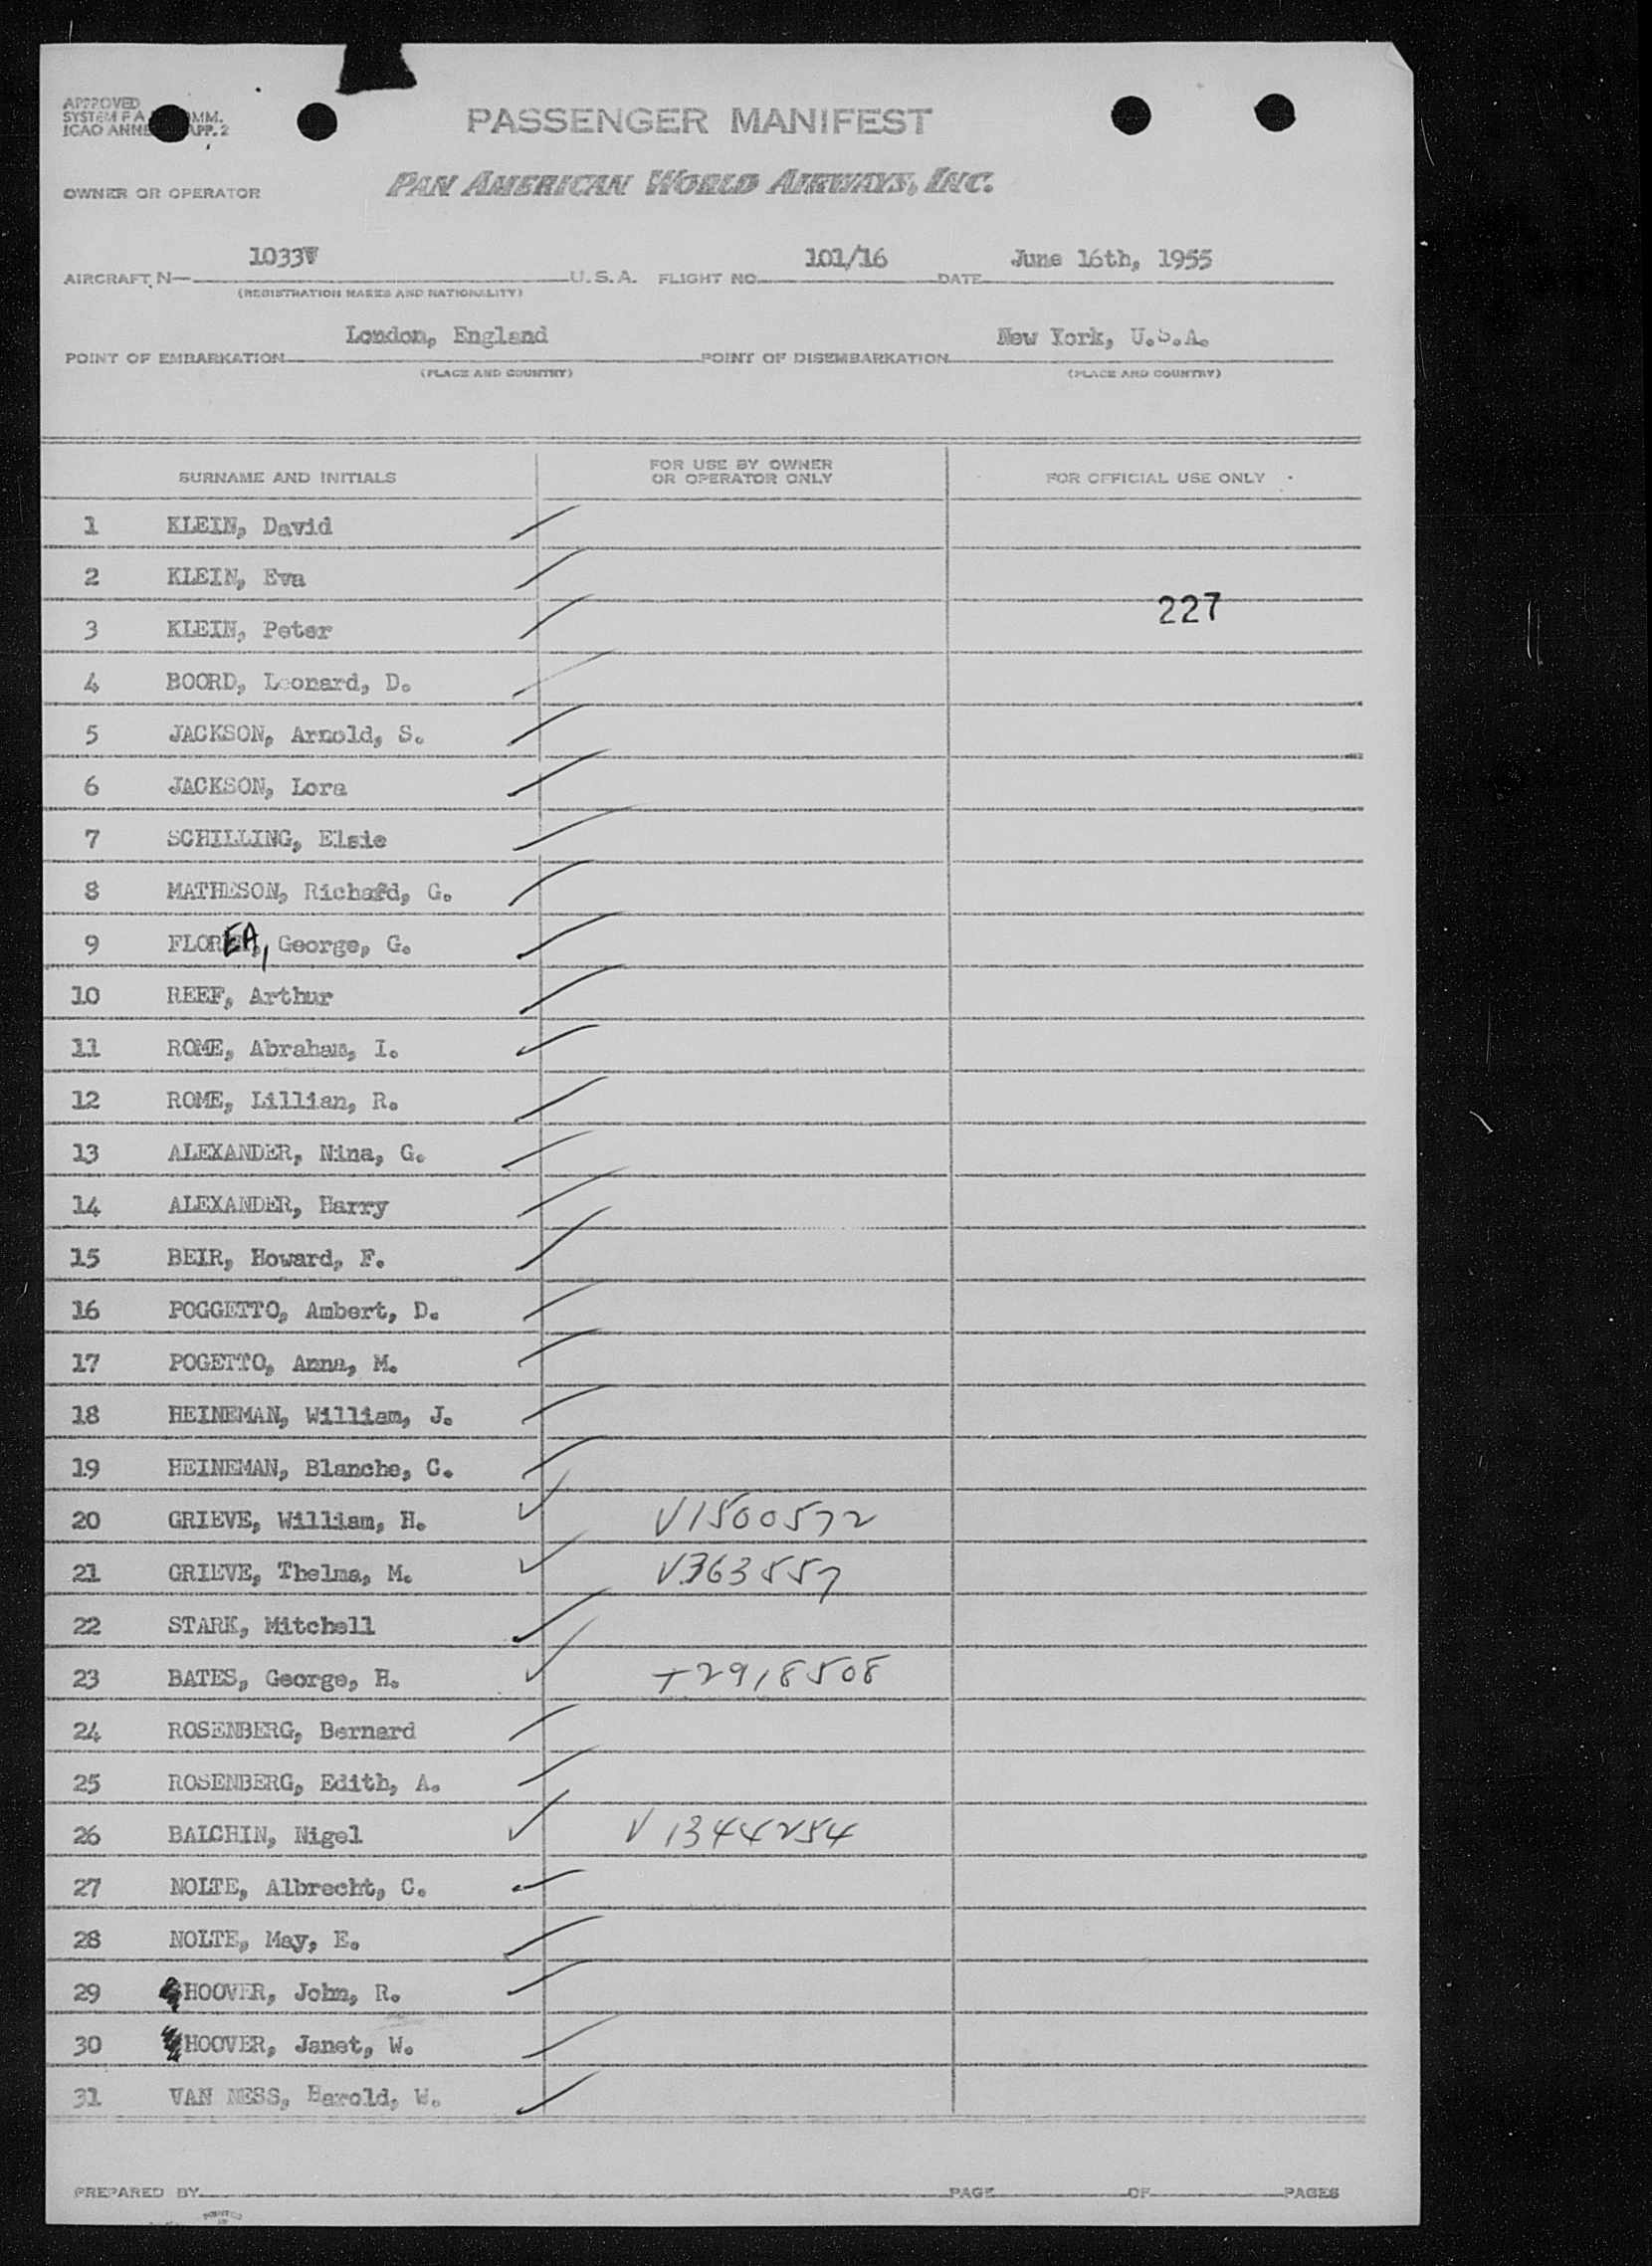 APPROVED
PASSENGER MANIFEST
OWNER OR OPERATOR PAN AMERICAN WORLD AIRWAYS, INC.
1033V 101/16 June 16th, 1955
AIRCRAFT N— U.S.A. FLIGHT NO. DATE
(REGISTRATION MARKS AND NATIONALITY)
London, England New York, U.S.A.
POINT OF EMBARKATION POINT OF DISEMBARKATION
(PLACE AND COUNTRY) (PLACE AND COUNTRY)
SURNAME AND INITIALS FOR USE BY OWNER OR OPERATOR ONLY FOR OFFICIAL USE ONLY
1 KLEIN, David
2 KLEIN, Eva
227
3 KLEIN, Peter
4 BOORD, Leonard, D.
5 JACKSON, Arnold, S.
6 JACKSON, Lora
7 SCHILLING, Elsie
8 MATHESON, Richard, G.
9 FLOREA, George, G.
10 REEF, Arthur
11 ROME, Abraham, I.
12 ROME, Lillian, R.
13 ALEXANDER, Nina, G.
14 ALEXANDER, Harry
15 BEIR, Howard, F.
16 POGGETTO, Ambert, D.
17 POGETTO, Anna, M.
18 HEINEMAN, William, J.
19 HEINEMAN, Blanche, C.
20 GRIEVE, William, H. V1500572
21 GRIEVE, Thelma, M. V363557
22 STARK, Mitchell
23 BATES, George, H. +2918508
24 ROSENBERG, Bernard
25 ROSENBERG, Edith, A.
26 BALCHIN, Nigel V1344254
27 NOLTE, Albrecht, C.
28 NOLTE, May, E.
29 HOOVER, John, R.
30 HOOVER, Janet, W.
31 VAN NESS, Harold, W.
PREPARED BY PAGE OF PAGES